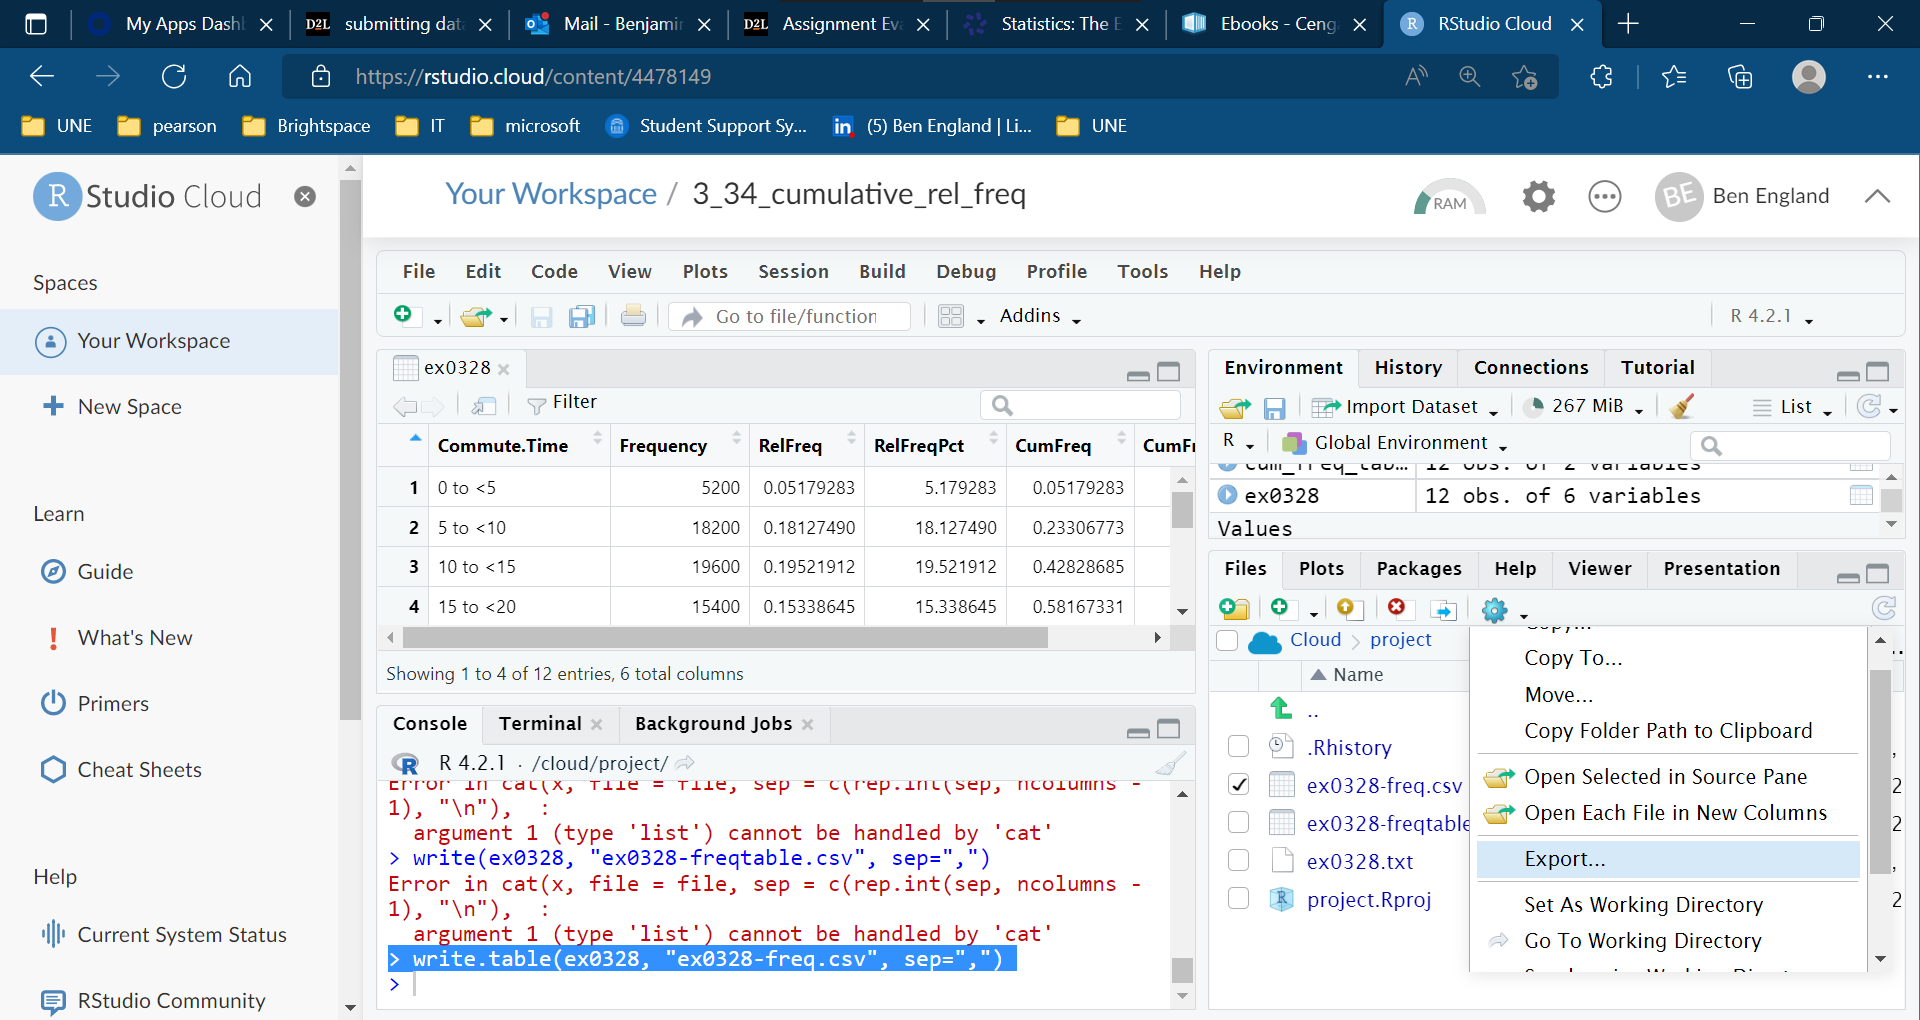 My Apps Dash
submitting dat
Mail - Benjami
Assignment Ev
Statistics: The E
Ebooks - Ceng
RStudio Cloud
https://rstudio.cloud/content/4478149
UNE
pearson
Brightspace
IT
microsoft
Student Support Sy...
(5) Ben England | Li...
UNE
R Studio Cloud
Your Workspace / 3_34_cumulative_rel_freq
RAM
BE
Ben England
Spaces
Your Workspace
New Space
Learn
Guide
What's New
Primers
Cheat Sheets
Help
Current System Status
RStudio Community
File Edit Code View Plots Session Build Debug Profile Tools Help
Go to file/function
Addins
R 4.2.1
ex0328
Filter
Commute.Time Frequency RelFreq RelFreqPct CumFreq CumFr
1 0 to <5 5200 0.05179283 5.179283 0.05179283
2 5 to <10 18200 0.18127490 18.127490 0.23306773
3 10 to <15 19600 0.19521912 19.521912 0.42828685
4 15 to <20 15400 0.15338645 15.338645 0.58167331
Showing 1 to 4 of 12 entries, 6 total columns
Console Terminal Background Jobs
R 4.2.1 · /cloud/project/
Error in cat(x, file = file, sep = c(rep.int(sep, ncolumns -
1), "\n"),  :
argument 1 (type 'list') cannot be handled by 'cat'
> write(ex0328, "ex0328-freqtable.csv", sep=",")
Error in cat(x, file = file, sep = c(rep.int(sep, ncolumns -
1), "\n"),  :
argument 1 (type 'list') cannot be handled by 'cat'
> write.table(ex0328, "ex0328-freq.csv", sep=",")
>
Environment History Connections Tutorial
Import Dataset
267 MiB
List
R
Global Environment
cum_freq_tab... 12 obs. of 2 variables
ex0328 12 obs. of 6 variables
Values
Files Plots Packages Help Viewer Presentation
Cloud > project
Name
..
.Rhistory
ex0328-freq.csv
ex0328-freqtable
ex0328.txt
project.Rproj
Copy...
Copy To...
Move...
Copy Folder Path to Clipboard
Open Selected in Source Pane
Open Each File in New Columns
Export...
Set As Working Directory
Go To Working Directory